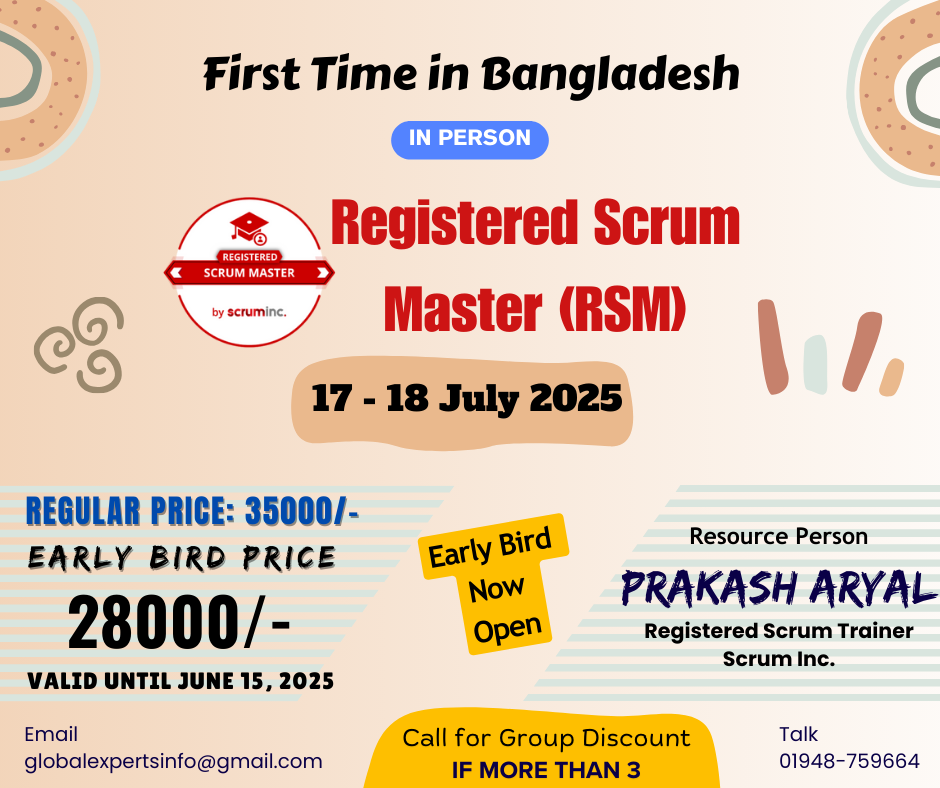 First Time in Bangladesh
IN PERSON
REGISTERED
SCRUM MASTER
by scruminc.
Registered Scrum
Master (RSM)
17 - 18 July 2025
REGULAR PRICE: 35000/-
EARLY BIRD PRICE
28000/-
VALID UNTIL JUNE 15, 2025
Early Bird
Now
Open
Resource Person
PRAKASH ARYAL
Registered Scrum Trainer
Scrum Inc.
Email
globalexpertsinfo@gmail.com
Call for Group Discount
IF MORE THAN 3
Talk
01948-759664